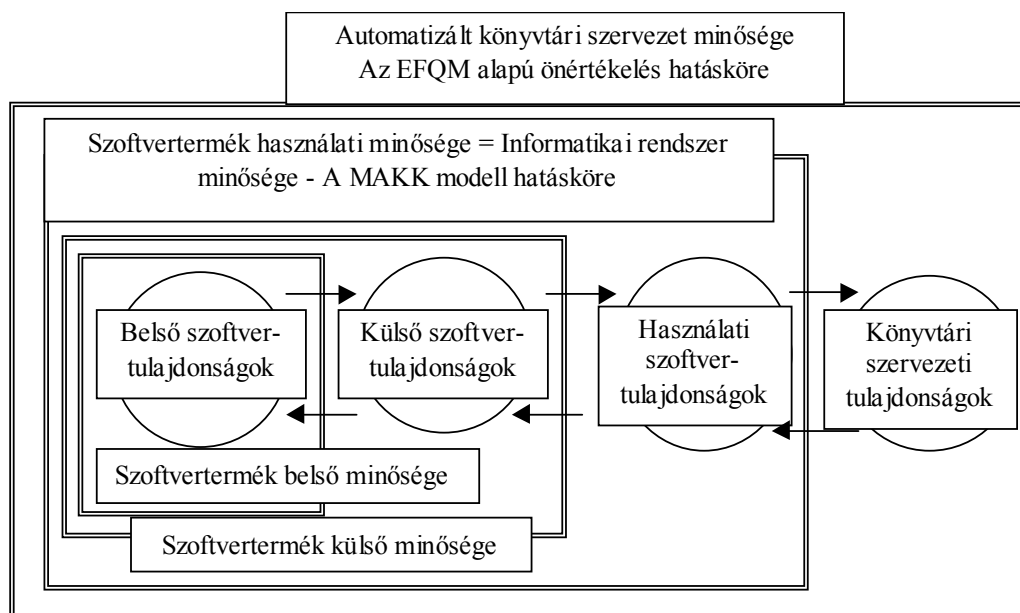 Automatizált könyvtári szervezet minősége
Az EFQM alapú önértékelés hatásköre
Szoftvertermék használati minősége = Informatikai rendszer
minősége - A MAKK modell hatásköre
Belső szoftver-
tulajdonságok
Külső szoftver-
tulajdonságok
Használati
szoftver-
tulajdonságok
Könyvtári
szervezeti
tulajdonságok
Szoftvertermék belső minősége
Szoftvertermék külső minősége